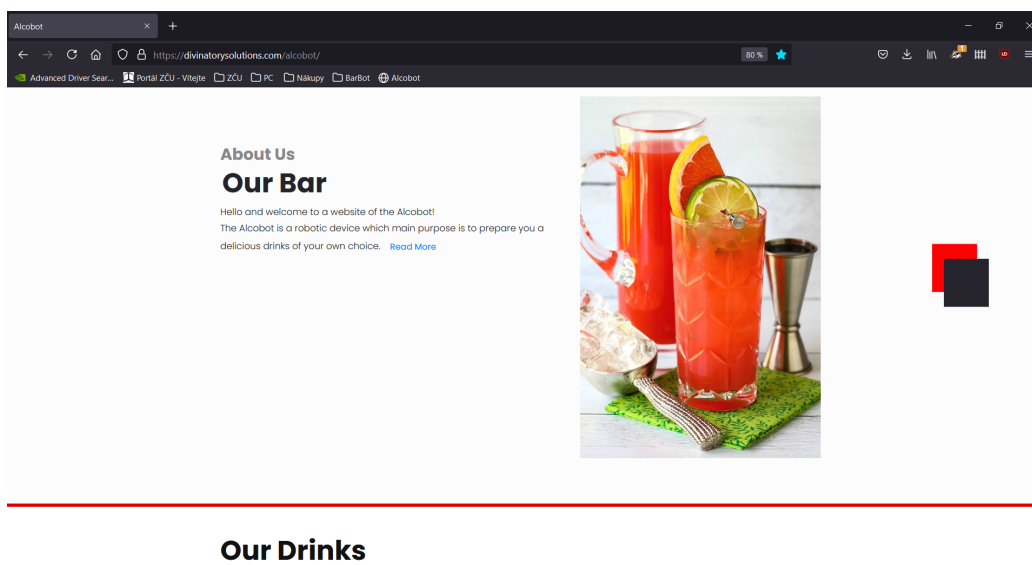 Alcobot
https://divinatorysolutions.com/alcobot/
80 %
1
Advanced Driver Sear... Portál ZČU - Vítejte ZČU PC Nákupy BarBot Alcobot
About Us
Our Bar
Hello and welcome to a website of the Alcobot!
The Alcobot is a robotic device which main purpose is to prepare you a
delicious drinks of your own choice. Read More
Our Drinks